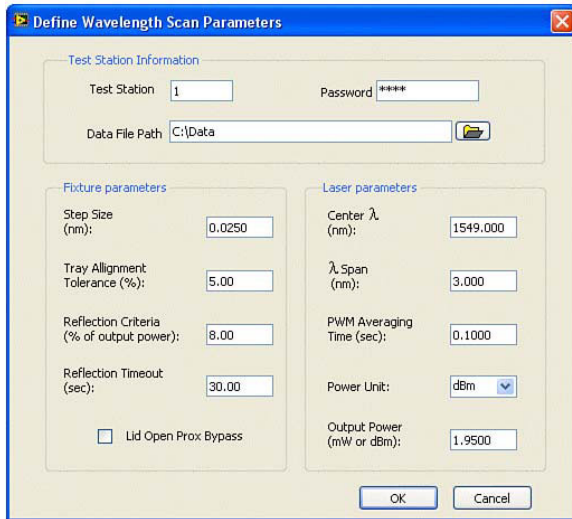 Define Wavelength Scan Parameters
Test Station Information
Test Station 1 Password ****
Data File Path C:\Data
Fixture parameters
Step Size
(nm): 0.0250
Tray Allignment
Tolerance (%): 5.00
Reflection Criteria
(% of output power): 8.00
Reflection Timeout
(sec): 30.00
Lid Open Prox Bypass
Laser parameters
Center λ
(nm): 1549.000
λ Span
(nm): 3.000
PWM Averaging
Time (sec): 0.1000
Power Unit: dBm
Output Power
(mW or dBm): 1.9500
OK Cancel